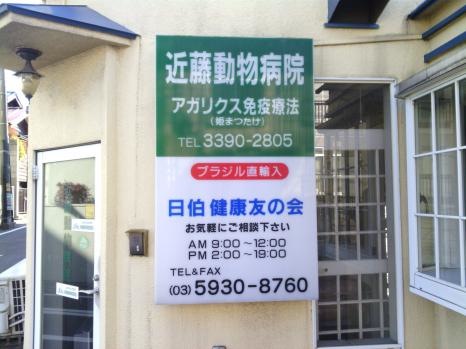 近藤動物病院
アガリクス免疫療法
(姫まつたけ)
TEL 3390-2805
ブラジル直輸入
日伯健康友の会
お気軽にご相談下さい
AM 9:00~12:00
PM 2:00~19:00
TEL&FAX
(03) 5930-8760